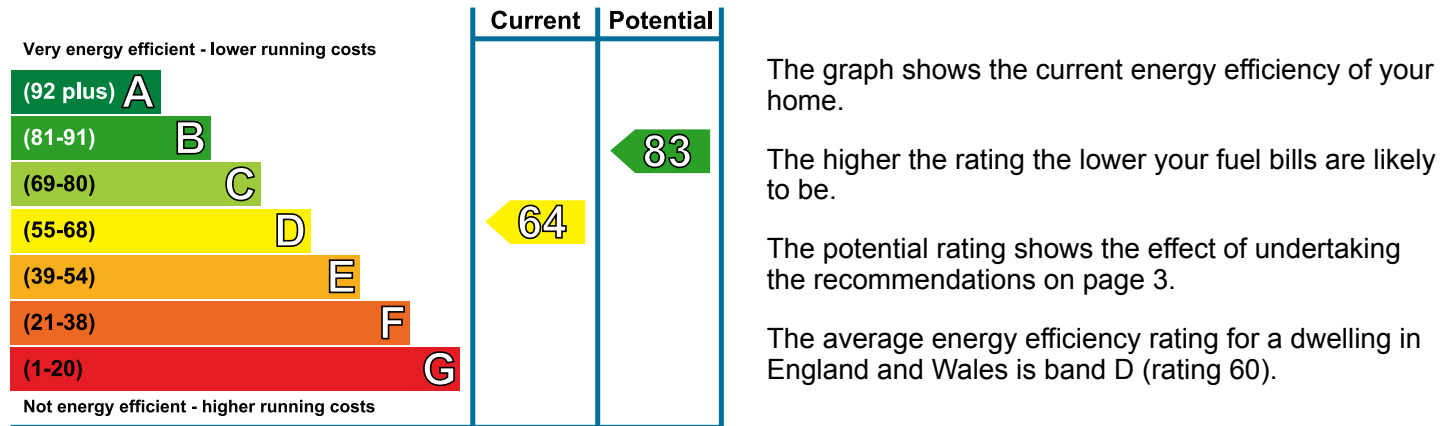 Current Potential
Very energy efficient - lower running costs
(92 plus) A
(81-91) B
(69-80) C
(55-68) D
(39-54) E
(21-38) F
(1-20) G
Not energy efficient - higher running costs
64
83
The graph shows the current energy efficiency of your
home.
The higher the rating the lower your fuel bills are likely
to be.
The potential rating shows the effect of undertaking
the recommendations on page 3.
The average energy efficiency rating for a dwelling in
England and Wales is band D (rating 60).